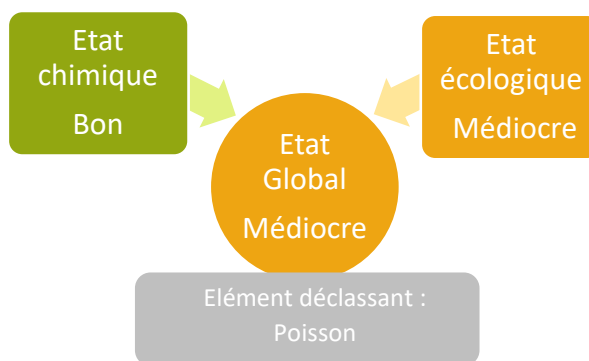 Etat
chimique
Bon
Etat
écologique
Médiocre
Etat
Global
Médiocre
Elément déclassant :
Poisson